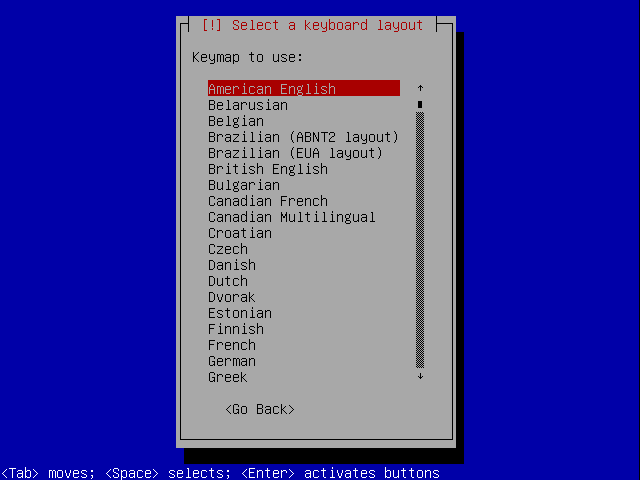 [!] Select a keyboard layout
Keymap to use:
American English
Belarusian
Belgian
Brazilian (ABNT2 layout)
Brazilian (EUA layout)
British English
Bulgarian
Canadian French
Canadian Multilingual
Croatian
Czech
Danish
Dutch
Dvorak
Estonian
Finnish
French
German
Greek
<Go Back>
<Tab> moves; <Space> selects; <Enter> activates buttons